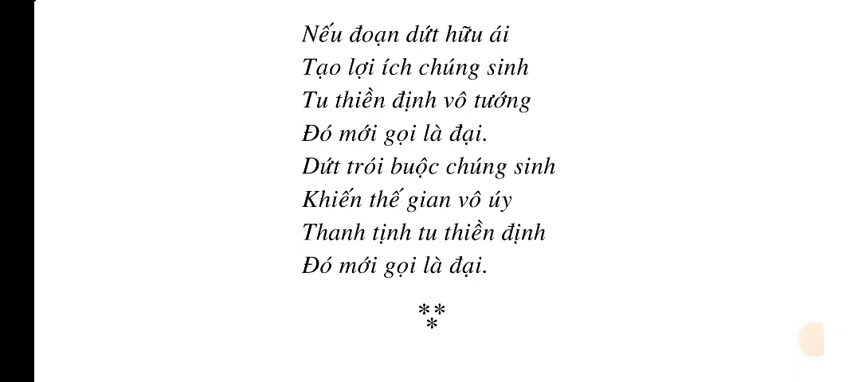 Nếu đoạn dứt hữu ái
Tạo lợi ích chúng sinh
Tu thiền định vô tướng
Đó mới gọi là đại.
Dứt trói buộc chúng sinh
Khiến thế gian vô úy
Thanh tịnh tu thiền định
Đó mới gọi là đại.
**
*